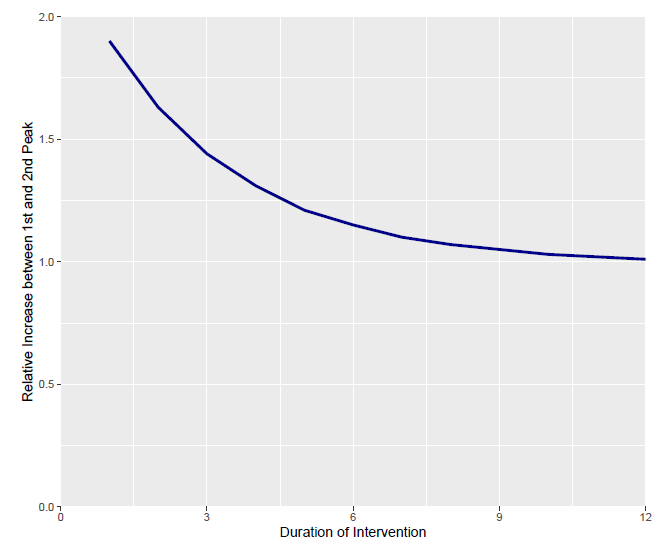 2.0
1.5
1.0
0.5
0.0
Relative Increase between 1st and 2nd Peak
0 3 6 9 12
Duration of Intervention